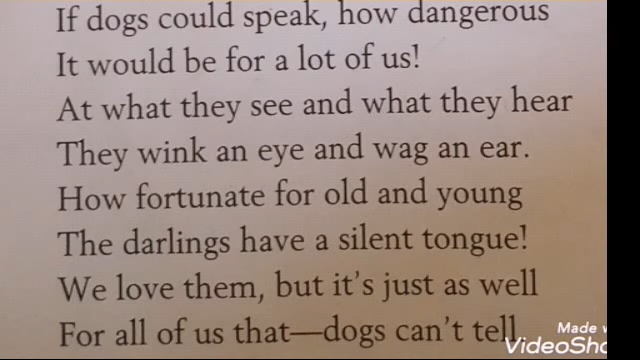 If dogs could speak, how dangerous
It would be for a lot of us!
At what they see and what they hear
They wink an eye and wag an ear.
How fortunate for old and young
The darlings have a silent tongue!
We love them, but it's just as well
For all of us that—dogs can't tell
Made
VideoSho